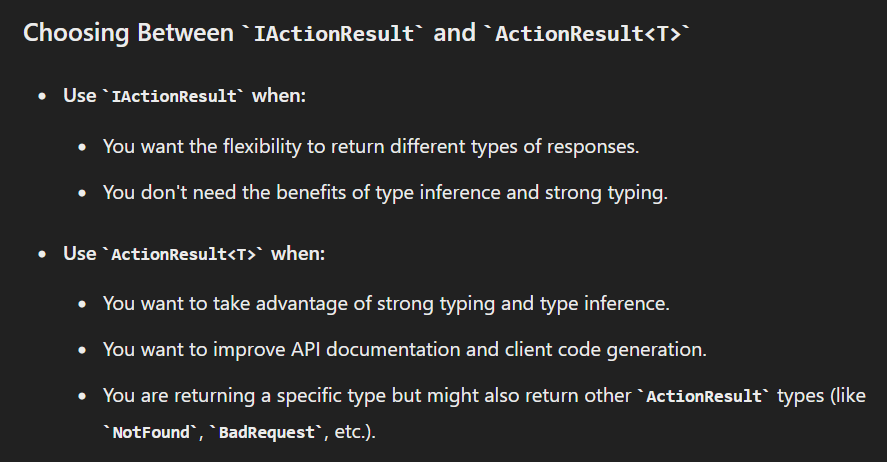 Choosing Between `IActionResult` and `ActionResult<T>`
• Use `IActionResult` when:
• You want the flexibility to return different types of responses.
• You don't need the benefits of type inference and strong typing.
• Use `ActionResult<T>` when:
• You want to take advantage of strong typing and type inference.
• You want to improve API documentation and client code generation.
• You are returning a specific type but might also return other `ActionResult` types (like
`NotFound`, `BadRequest`, etc.).